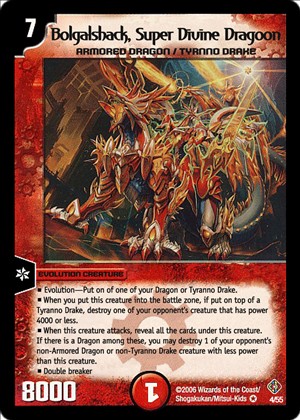 7
Bolgalshack, Super Divine Dragoon
ARMORED DRAGON / TYRANNO DRAKE
EVOLUTION CREATURE
■ Evolution—Put on of one of your Dragon or Tyranno Drake.
■ When you put this creature into the battle zone, if put on top of a
Tyranno Drake, destroy one of your opponent's creature that has power
4000 or less.
■ When this creature attacks, reveal all the cards under this creature.
If there is a Dragon among these, you may destroy 1 of your opponent's
non-Armored Dragon or non-Tyranno Drake creature with less power
than this creature.
■ Double breaker
8000
1
©2006 Wizards of the Coast/
Shogakukan/Mitsui-Kids
4/55